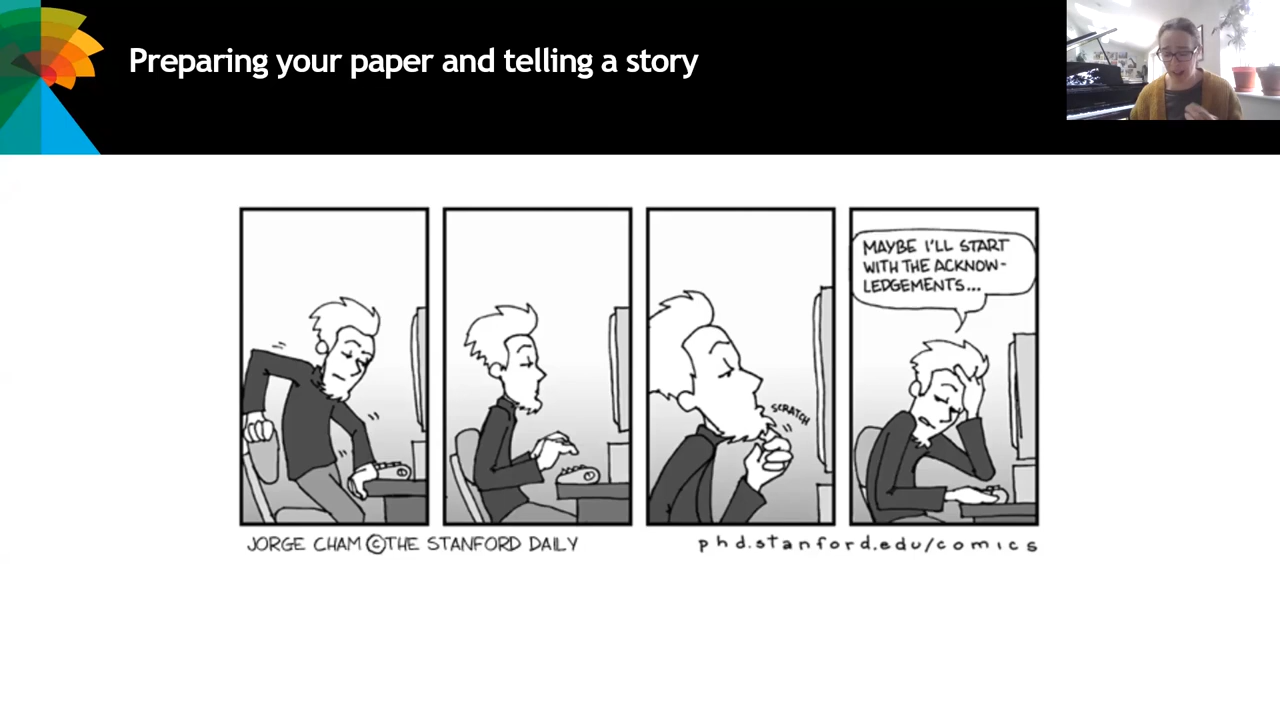 Preparing your paper and telling a story
MAYBE I'LL START
WITH THE ACKNOW-
LEDGEMENTS...
SCRATCH
JORGE CHAM ©THE STANFORD DAILY
phd.stanford.edu/comics